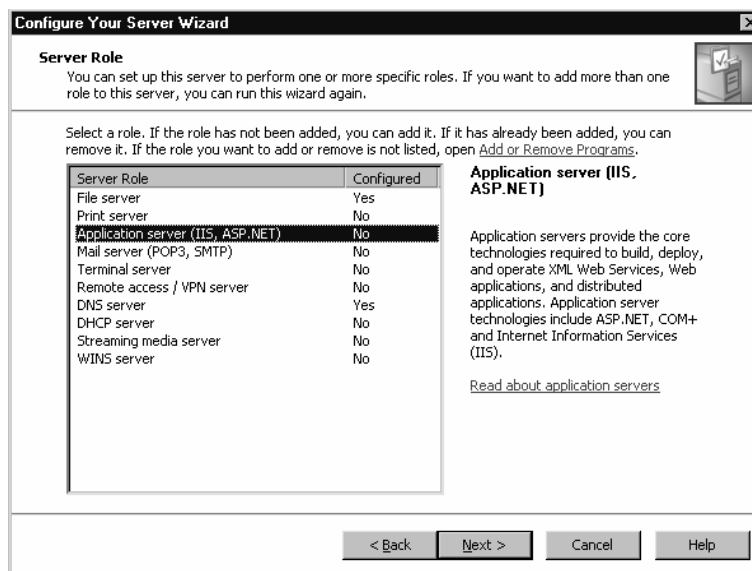 Configure Your Server Wizard
Server Role
You can set up this server to perform one or more specific roles. If you want to add more than one
role to this server, you can run this wizard again.
Select a role. If the role has not been added, you can add it. If it has already been added, you can
remove it. If the role you want to add or remove is not listed, open Add or Remove Programs.
Server Role Configured
File server Yes
Print server No
Application server (IIS, ASP.NET) No
Mail server (POP3, SMTP) No
Terminal server No
Remote access / VPN server No
DNS server Yes
DHCP server No
Streaming media server No
WINS server No
Application server (IIS,
ASP.NET)
Application servers provide the core
technologies required to build, deploy,
and operate XML Web Services, Web
applications, and distributed
applications. Application server
technologies include ASP.NET, COM+
and Internet Information Services
(IIS).
Read about application servers
< Back Next > Cancel Help